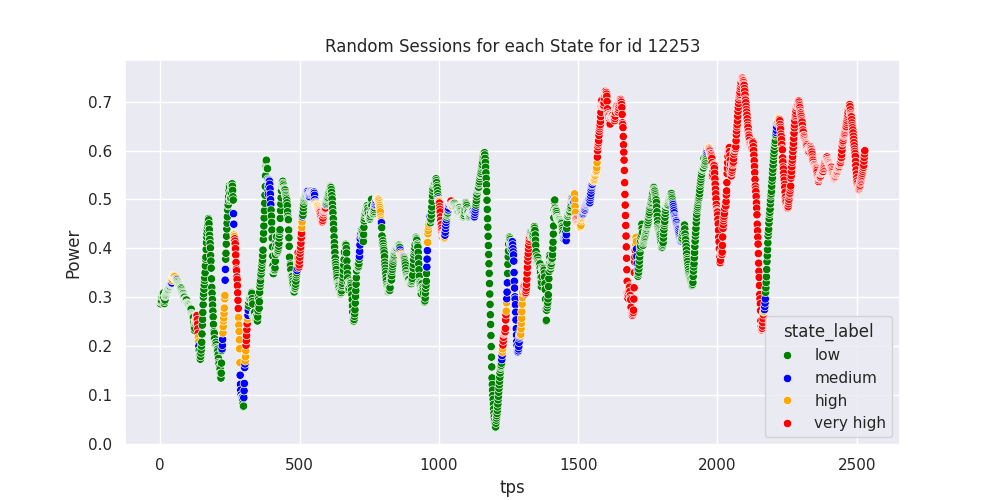 Random Sessions for each State for id 12253
Power
0.7
0.6
0.5
0.4
0.3
0.2
0.1
0.0
0
500
1000
1500
2000
2500
tps
state_label
low
medium
high
very high